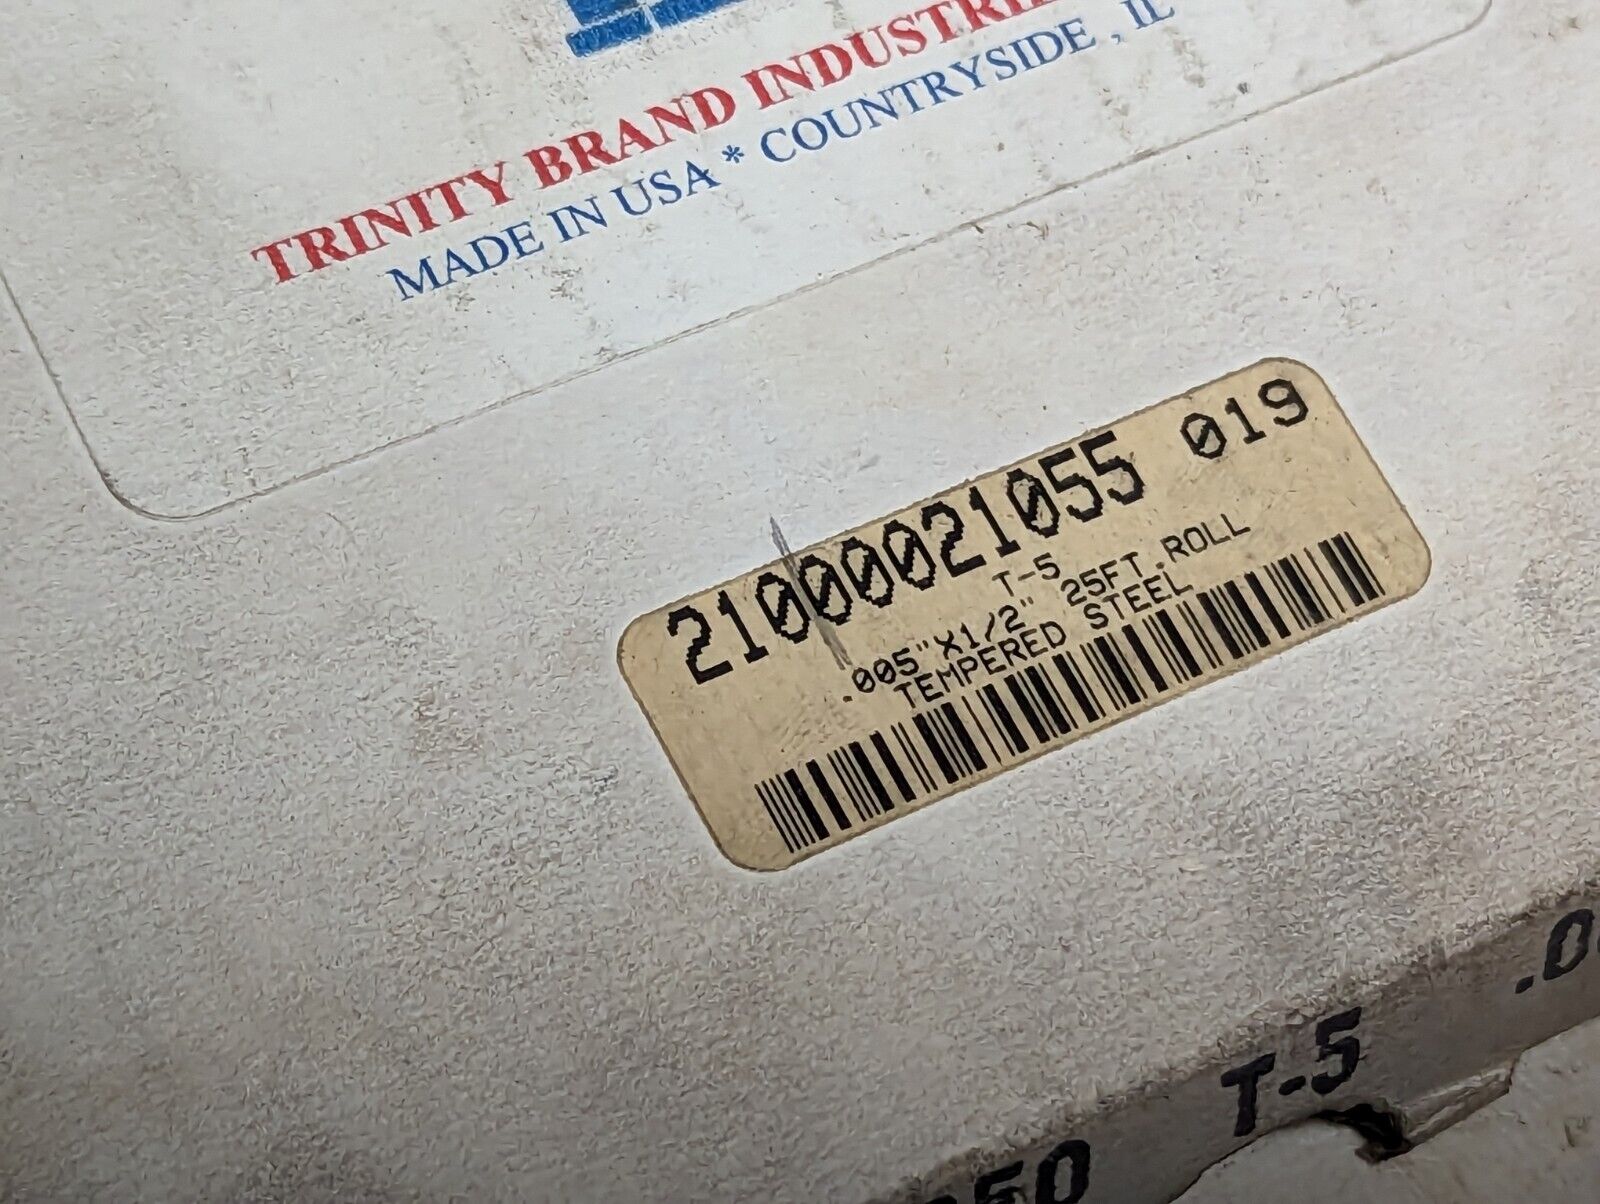 TRINITY BRAND INDUSTRIE
MADE IN USA * COUNTRYSIDE , IL
21000021055 019
T-5
.005"X1/2" 25FT.ROLL
TEMPERED STEEL
T-5